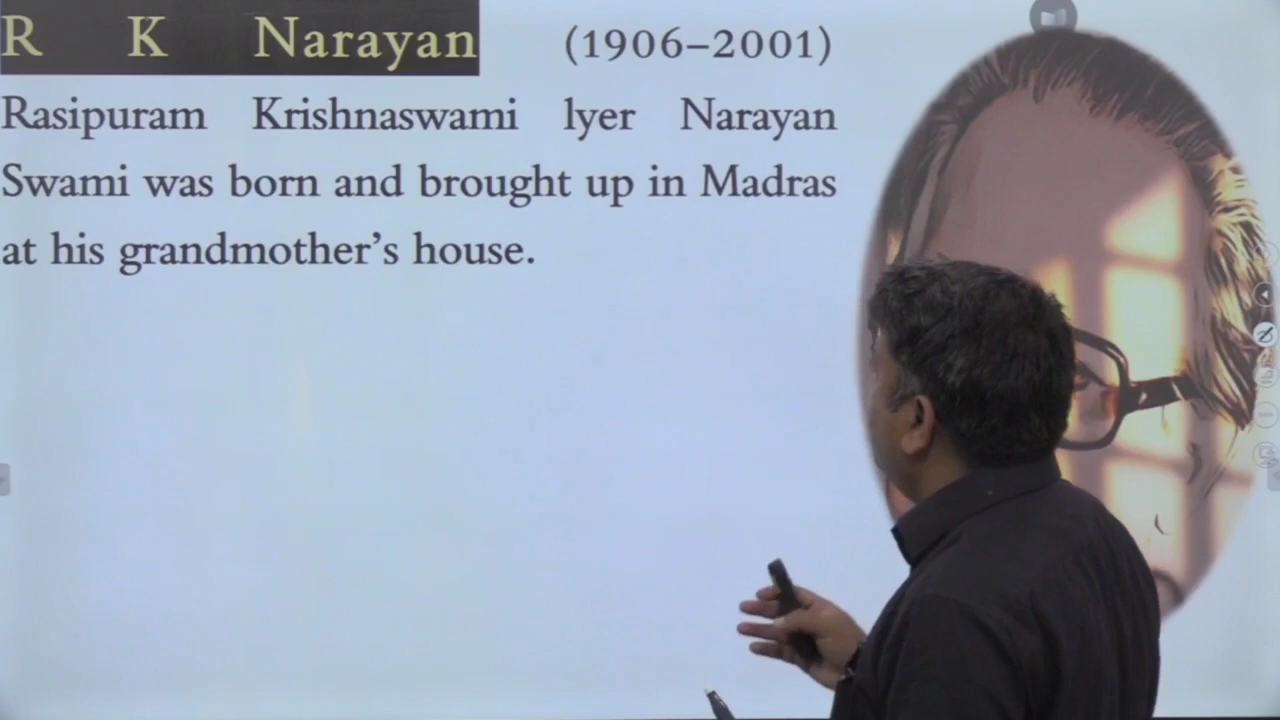 R K Narayan (1906–2001)
Rasipuram Krishnaswami lyer Narayan
Swami was born and brought up in Madras
at his grandmother's house.